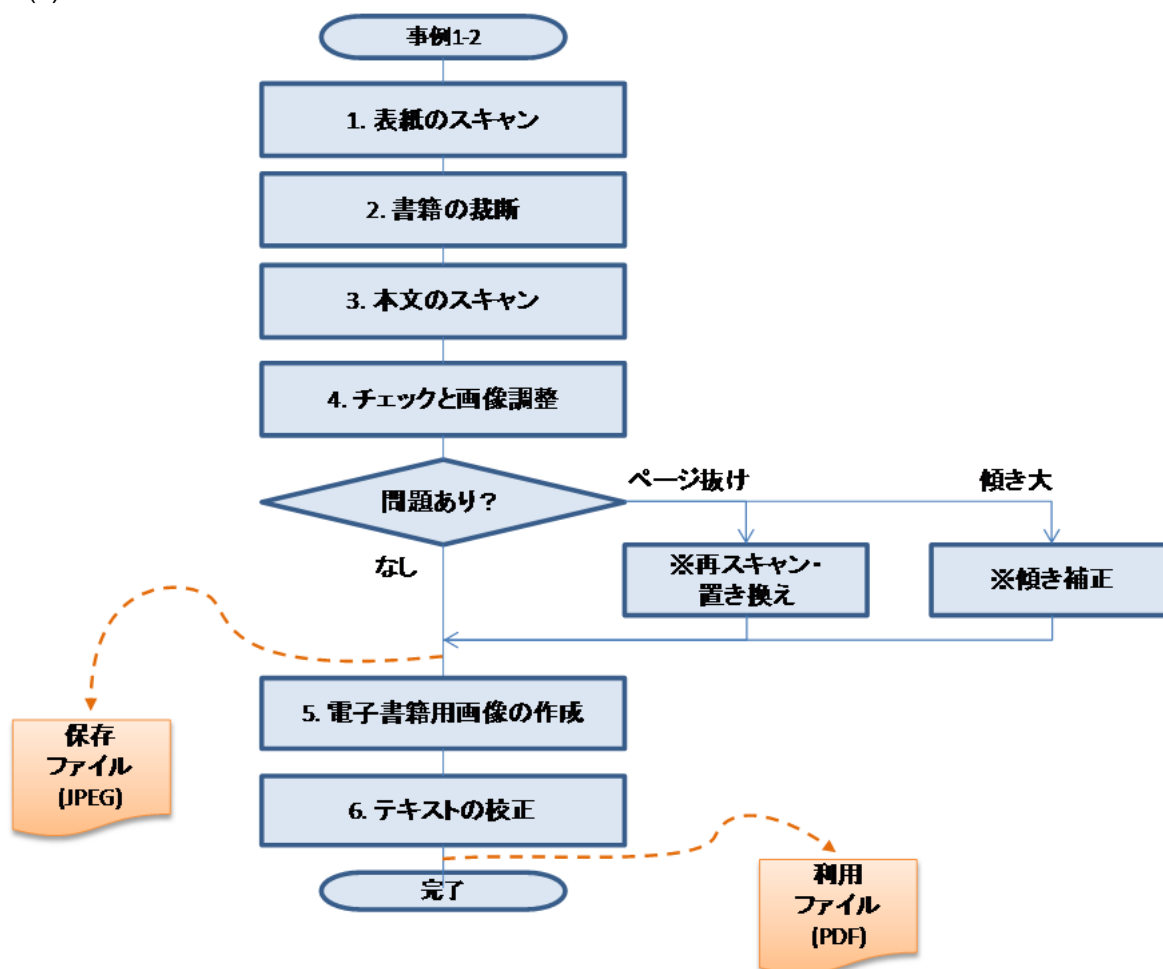 事例1-2
1. 表紙のスキャン
2. 書籍の裁断
3. 本文のスキャン
4. チェックと画像調整
問題あり?
ページ抜け
傾き大
なし
※再スキャン・
置き換え
※傾き補正
5. 電子書籍用画像の作成
保存
ファイル
(JPEG)
6. テキストの校正
完了
利用
ファイル
(PDF)